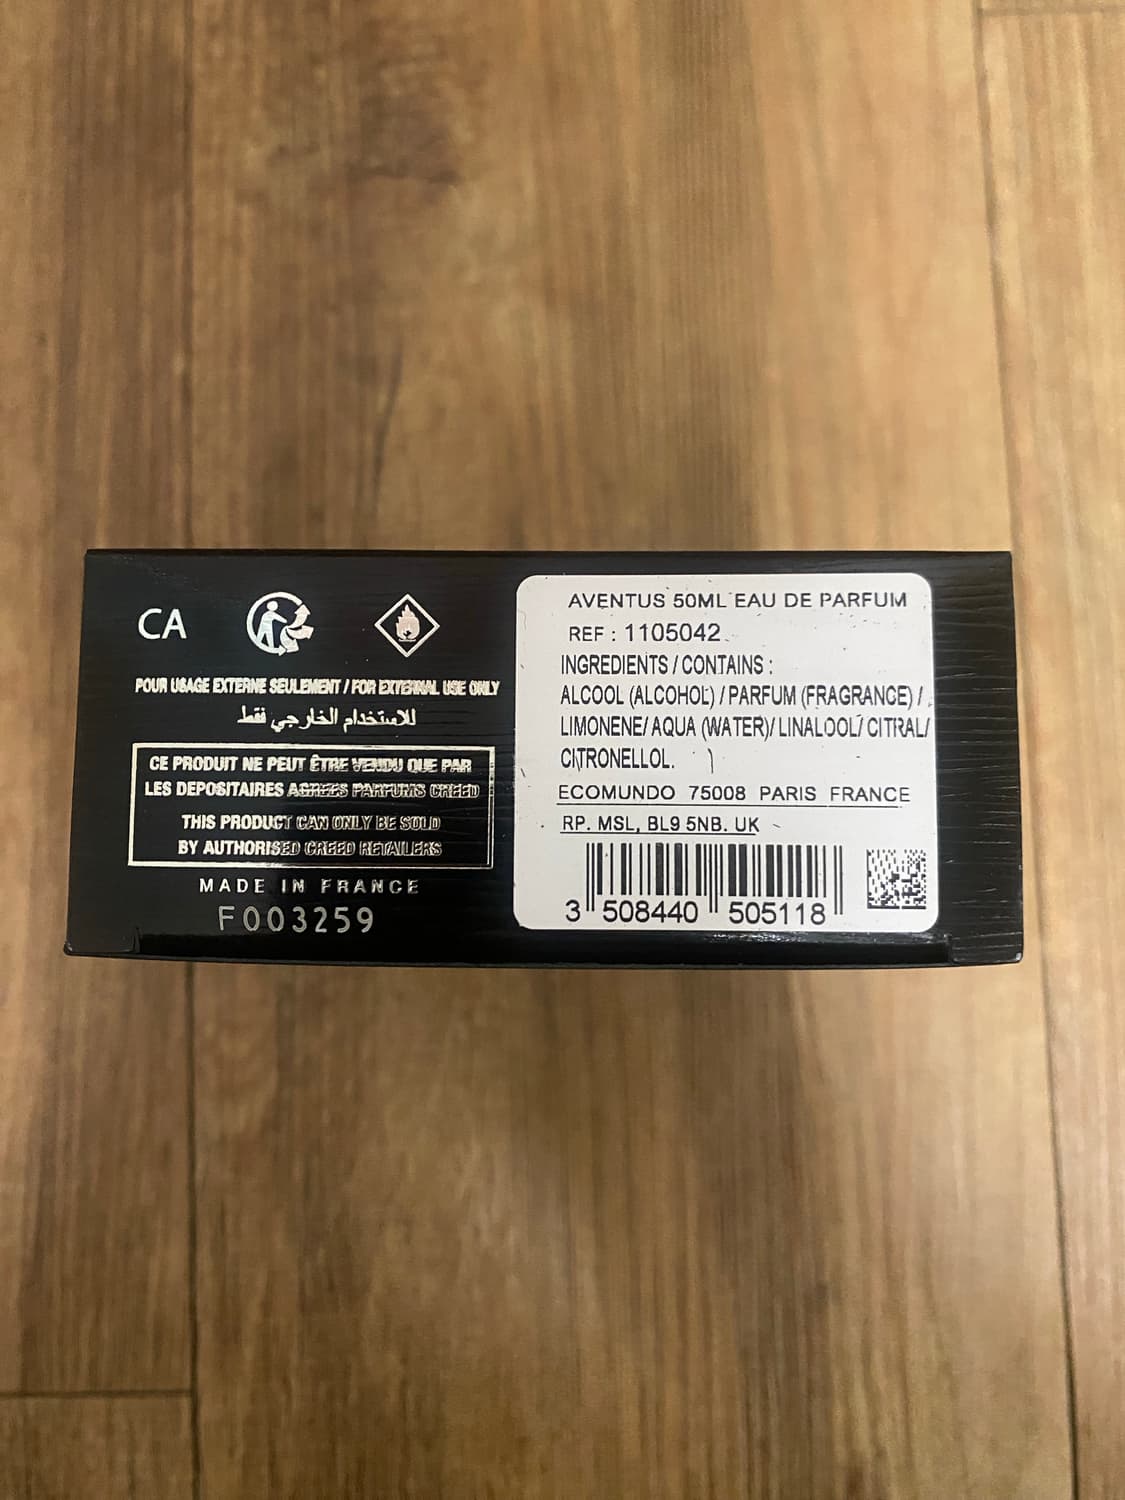 CA
POUR USAGE EXTERNE SEULEMENT / FOR EXTERNAL USE ONLY
للاستخدام الخارجي فقط
CE PRODUIT NE PEUT ÊTRE VENDU QUE PAR
LES DEPOSITAIRES AGREES PARFUMS CREED
THIS PRODUCT CAN ONLY BE SOLD
BY AUTHORISED CREED RETAILERS
MADE IN FRANCE
F003259
AVENTUS 50ML EAU DE PARFUM
REF : 1105042
INGREDIENTS / CONTAINS :
ALCOOL (ALCOHOL) / PARFUM (FRAGRANCE) /
LIMONENE/ AQUA (WATER)/ LINALOOL/ CITRAL/
CITRONELLOL.
ECOMUNDO 75008 PARIS FRANCE
RP. MSL, BL9 5NB. UK
3 508440 505118